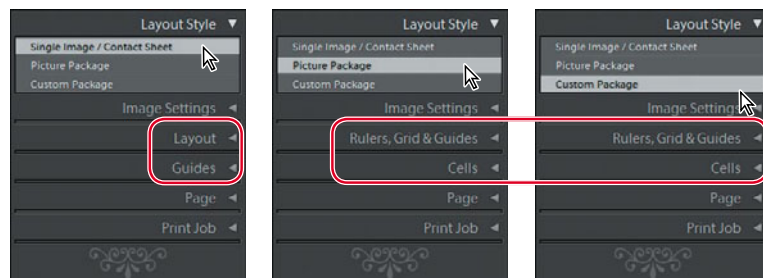 Layout Style
Single Image / Contact Sheet
Picture Package
Custom Package
Image Settings
Layout
Guides
Page
Print Job
Layout Style
Single Image / Contact Sheet
Picture Package
Custom Package
Image Settings
Rulers, Grid & Guides
Cells
Page
Print Job
Layout Style
Single Image / Contact Sheet
Picture Package
Custom Package
Image Settings
Rulers, Grid & Guides
Cells
Page
Print Job